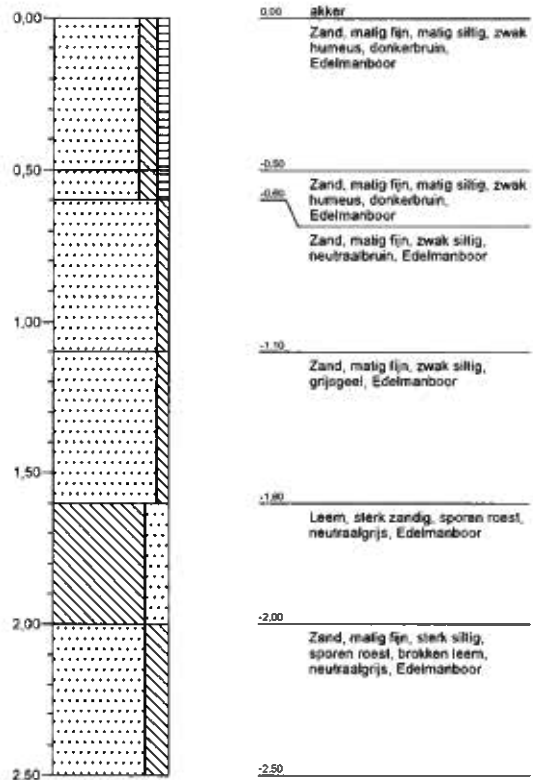 0,00
0,50
1,00
1,50
2,00
2,50
0,00 akker
Zand, matig fijn, matig siltig, zwak
humeus, donkerbruin,
Edelmanboor
-0,50
Zand, matig fijn, matig siltig, zwak
humeus, donkerbruin,
Edelmanboor
-0,60
Zand, matig fijn, zwak siltig,
neutraalbruin, Edelmanboor
-1,10
Zand, matig fijn, zwak siltig,
grijsgeel, Edelmanboor
-1,60
Leem, sterk zandig, sporen roest,
neutraalgrijs, Edelmanboor
-2,00
Zand, matig fijn, sterk siltig,
sporen roest, brokken leem,
neutraalgrijs, Edelmanboor
-2,50